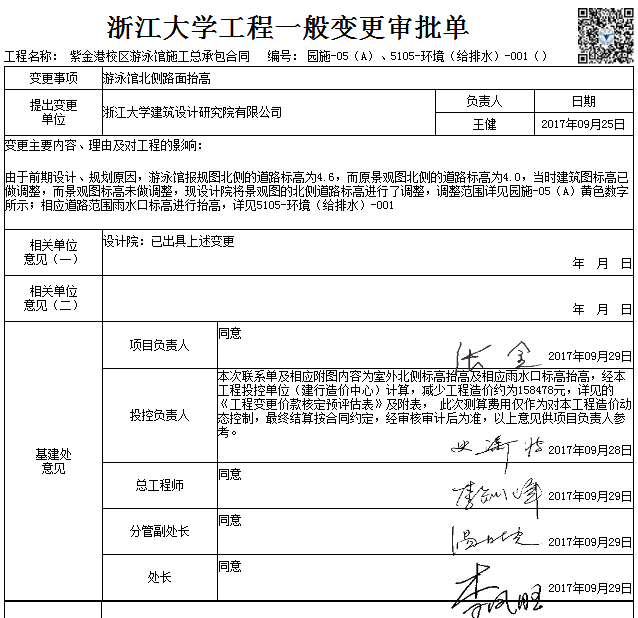 浙江大学工程一般变更审批单
工程名称： 紫金港校区游泳馆施工总承包合同 编号： 园施-05（A）、5105-环境（给排水）-001（）
变更事项 游泳馆北侧路面抬高
提出变更单位 浙江大学建筑设计研究院有限公司 负责人 日期
王健 2017年09月25日
变更主要内容、理由及对工程的影响：
由于前期设计、规划原因，游泳馆报规图北侧的道路标高为4.6，而原景观图北侧的道路标高为4.0，当时建筑图标高已
做调整，而景观图标高未做调整，现设计院将景观图的北侧道路标高进行了调整，调整范围详见园施-05（A）黄色数字
所示；相应道路范围雨水口标高进行抬高，详见5105-环境（给排水）-001
相关单位
意见（一）
设计院：已出具上述变更
年 月 日
相关单位
意见（二）
年 月 日
基建处
意见
项目负责人
同意
张金 2017年09月29日
投控负责人
本次联系单及相应附图内容为室外北侧标高抬高及相应雨水口标高抬高，经本
工程投控单位（建行造价中心）计算，减少工程造价约为158478元，详见的
《工程变更价款核定预评估表》及附表， 此次测算费用仅作为对本工程造价动
态控制，最终结算按合同约定，经审核审计后为准，以上意见供项目负责人参
考。
2017年09月28日
总工程师
同意
2017年09月29日
分管副处长
同意
2017年09月29日
处长
同意
李凤旺 2017年09月29日